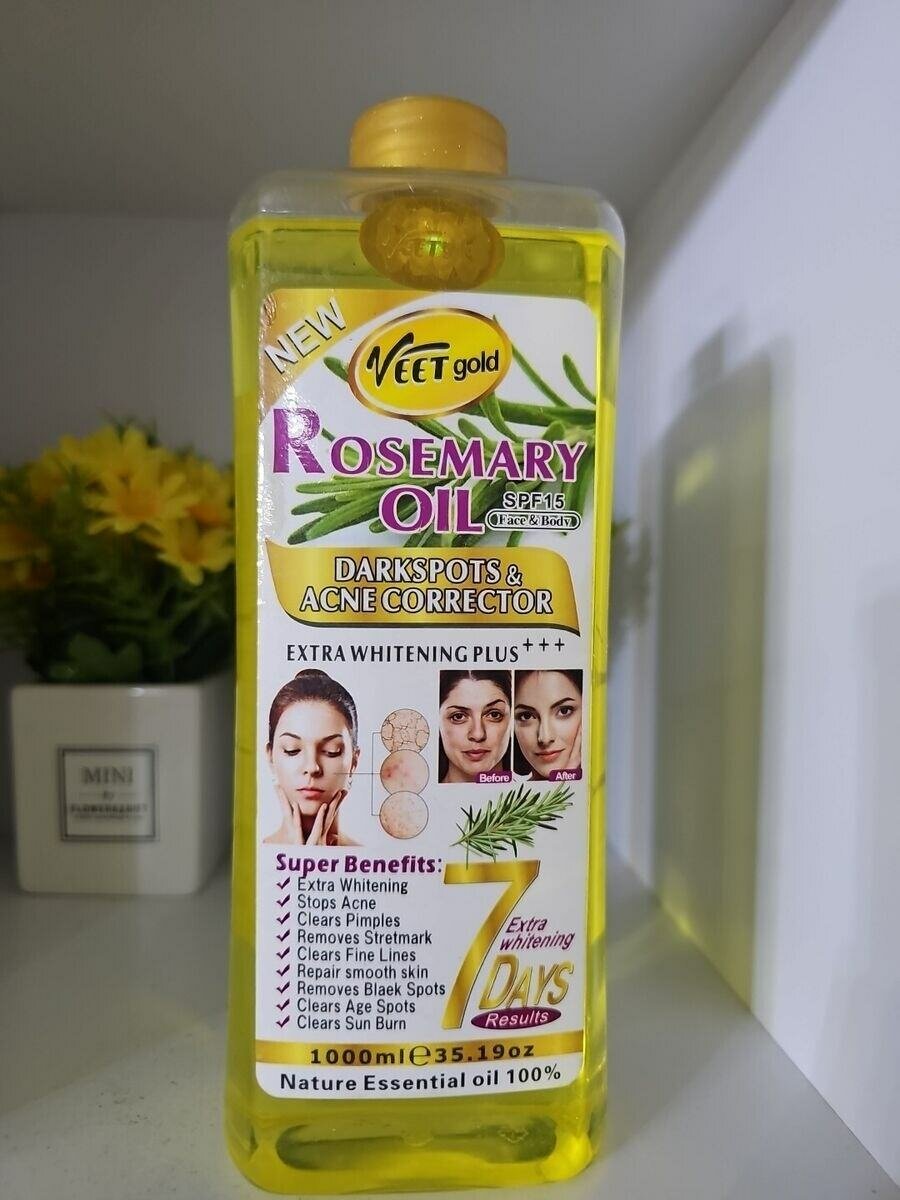 NEW
VEET gold
ROSEMARY
OIL SPF15
Face & Body
DARKSPOTS &
ACNE CORRECTOR
EXTRA WHITENING PLUS +++
Before After
Super Benefits:
Extra Whitening
Stops Acne
Clears Pimples
Removes Stretmark
Clears Fine Lines
Repair smooth skin
Removes Blaek Spots
Clears Age Spots
Clears Sun Burn
7 Extra
whitening
DAYS
Results
1000ml℮35.19oz
Nature Essential oil 100%
MINI
by